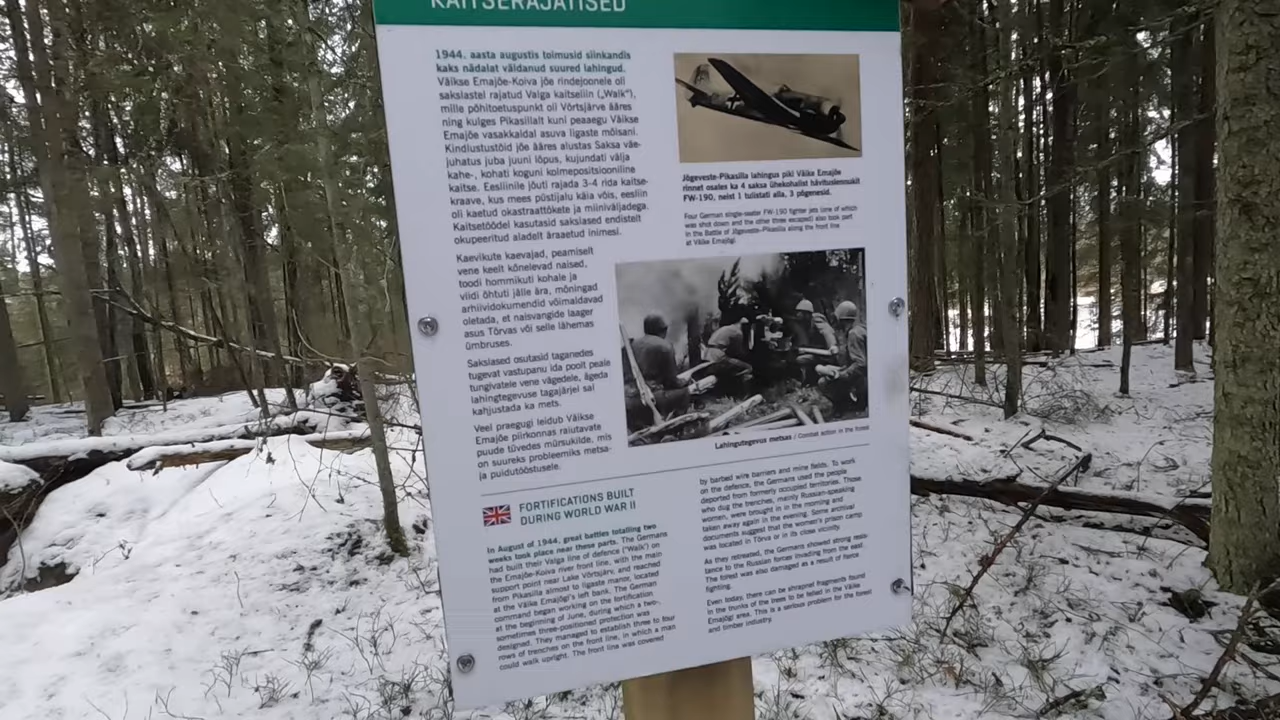 KAITSERAJATISED
1944. aasta augustis toimusid siinkandis
kaks nädalat väldanud suured lahingud.
Väikse Emajõe-Koiva jõe rindejoonele oli
sakslastel rajatud Valga kaitseliin („Walk"),
mille põhitoetuspunkt oli Võrtsjärve ääres
ning kulges Pikasillalt kuni peaaegu Väikse
Emajõe vasakkaldal asuva Iigaste mõisani.
Kindlustustöid jõe ääres alustas Saksa väe-
juhatus juba juuni lõpus, kujundati välja
kahe-, kohati koguni kolmepositsiooniline
kaitse. Eesliinile jõuti rajada 3-4 rida kaitse-
kraave, kus mees püstijalu käia võis, eesliin
oli kaetud okastraattõkete ja miiniväljadega.
Kaitsetöödel kasutasid sakslased endistelt
okupeeritud aladelt äraaetud inimesi.
Kaevikute kaevajad, peamiselt
vene keelt kõnelevad naised,
toodi hommikuti kohale ja
viidi õhtuti jälle ära, mõningad
arhiividokumendid võimaldavad
oletada, et naisvangide laager
asus Tõrvas või selle lähemas
ümbruses.
Sakslased osutasid taganedes
tugevat vastupanu ida poolt peale
tungivatele vene vägedele, ägeda
lahingtegevuse tagajärjel sai
kahjustada ka mets.
Veel praegugi leidub Väikse
Emajõe piirkonnas raiutavate
puude tüvedes mürsukilde, mis
on suureks probleemiks metsa-
ja puidutööstusele.
Jõgeveste-Pikasilla lahingus piki Väike Emajõe
rinnet osales ka 4 saksa ühekohalist hävituslennukit
FW-190, neist 1 tulistati alla, 3 põgenesid.
Four German single-seater FW-190 fighter jets (one of which
was shot down and the other three escaped) also took part
in the Battle of Jõgeveste-Pikasilla along the front line
at Väike Emajõgi.
Lahingutegevus metsas / Combat action in the forest
FORTIFICATIONS BUILT
DURING WORLD WAR II
In August of 1944, great battles totalling two
weeks took place near these parts. The Germans
had built their Valga line of defence ("Walk") on
the Emajõe-Koiva river front line, with the main
support point near Lake Võrtsjärv, and reached
from Pikasilla almost to Iigaste manor, located
at the Väike Emajõgi's left bank. The German
command began working on the fortification
at the beginning of June, during which a two-,
sometimes three-positioned protection was
designed. They managed to establish three to four
rows of trenches on the front line, in which a man
could walk upright. The front line was covered
by barbed wire barriers and mine fields. To work
on the defence, the Germans used the people
deported from formerly occupied territories. Those
who dug the trenches, mainly Russian-speaking
women, were brought in in the morning and
taken away again in the evening. Some archival
documents suggest that the women's prison camp
was located in Tõrva or in its close vicinity.
As they retreated, the Germans showed strong resis-
tance to the Russian forces invading from the east.
The forest was also damaged as a result of force
fighting.
Even today, there can be shrapnel fragments found
in the trunks of the trees to be felled in the Väike
Emajõgi area. This is a serious problem for the forest
and timber industry.